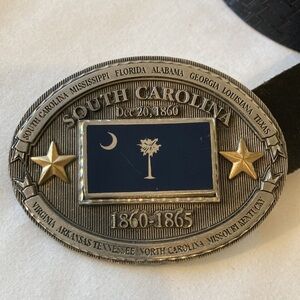 SOUTH CAROLINA MISSISSIPPI FLORIDA ALABAMA GEORGIA LOUISIANA TEXAS
SOUTH CAROLINA
Dec 20, 1860
1860-1865
VIRGINIA ARKANSAS TENNESSEE NORTH CAROLINA MISSOURI KENTUCKY